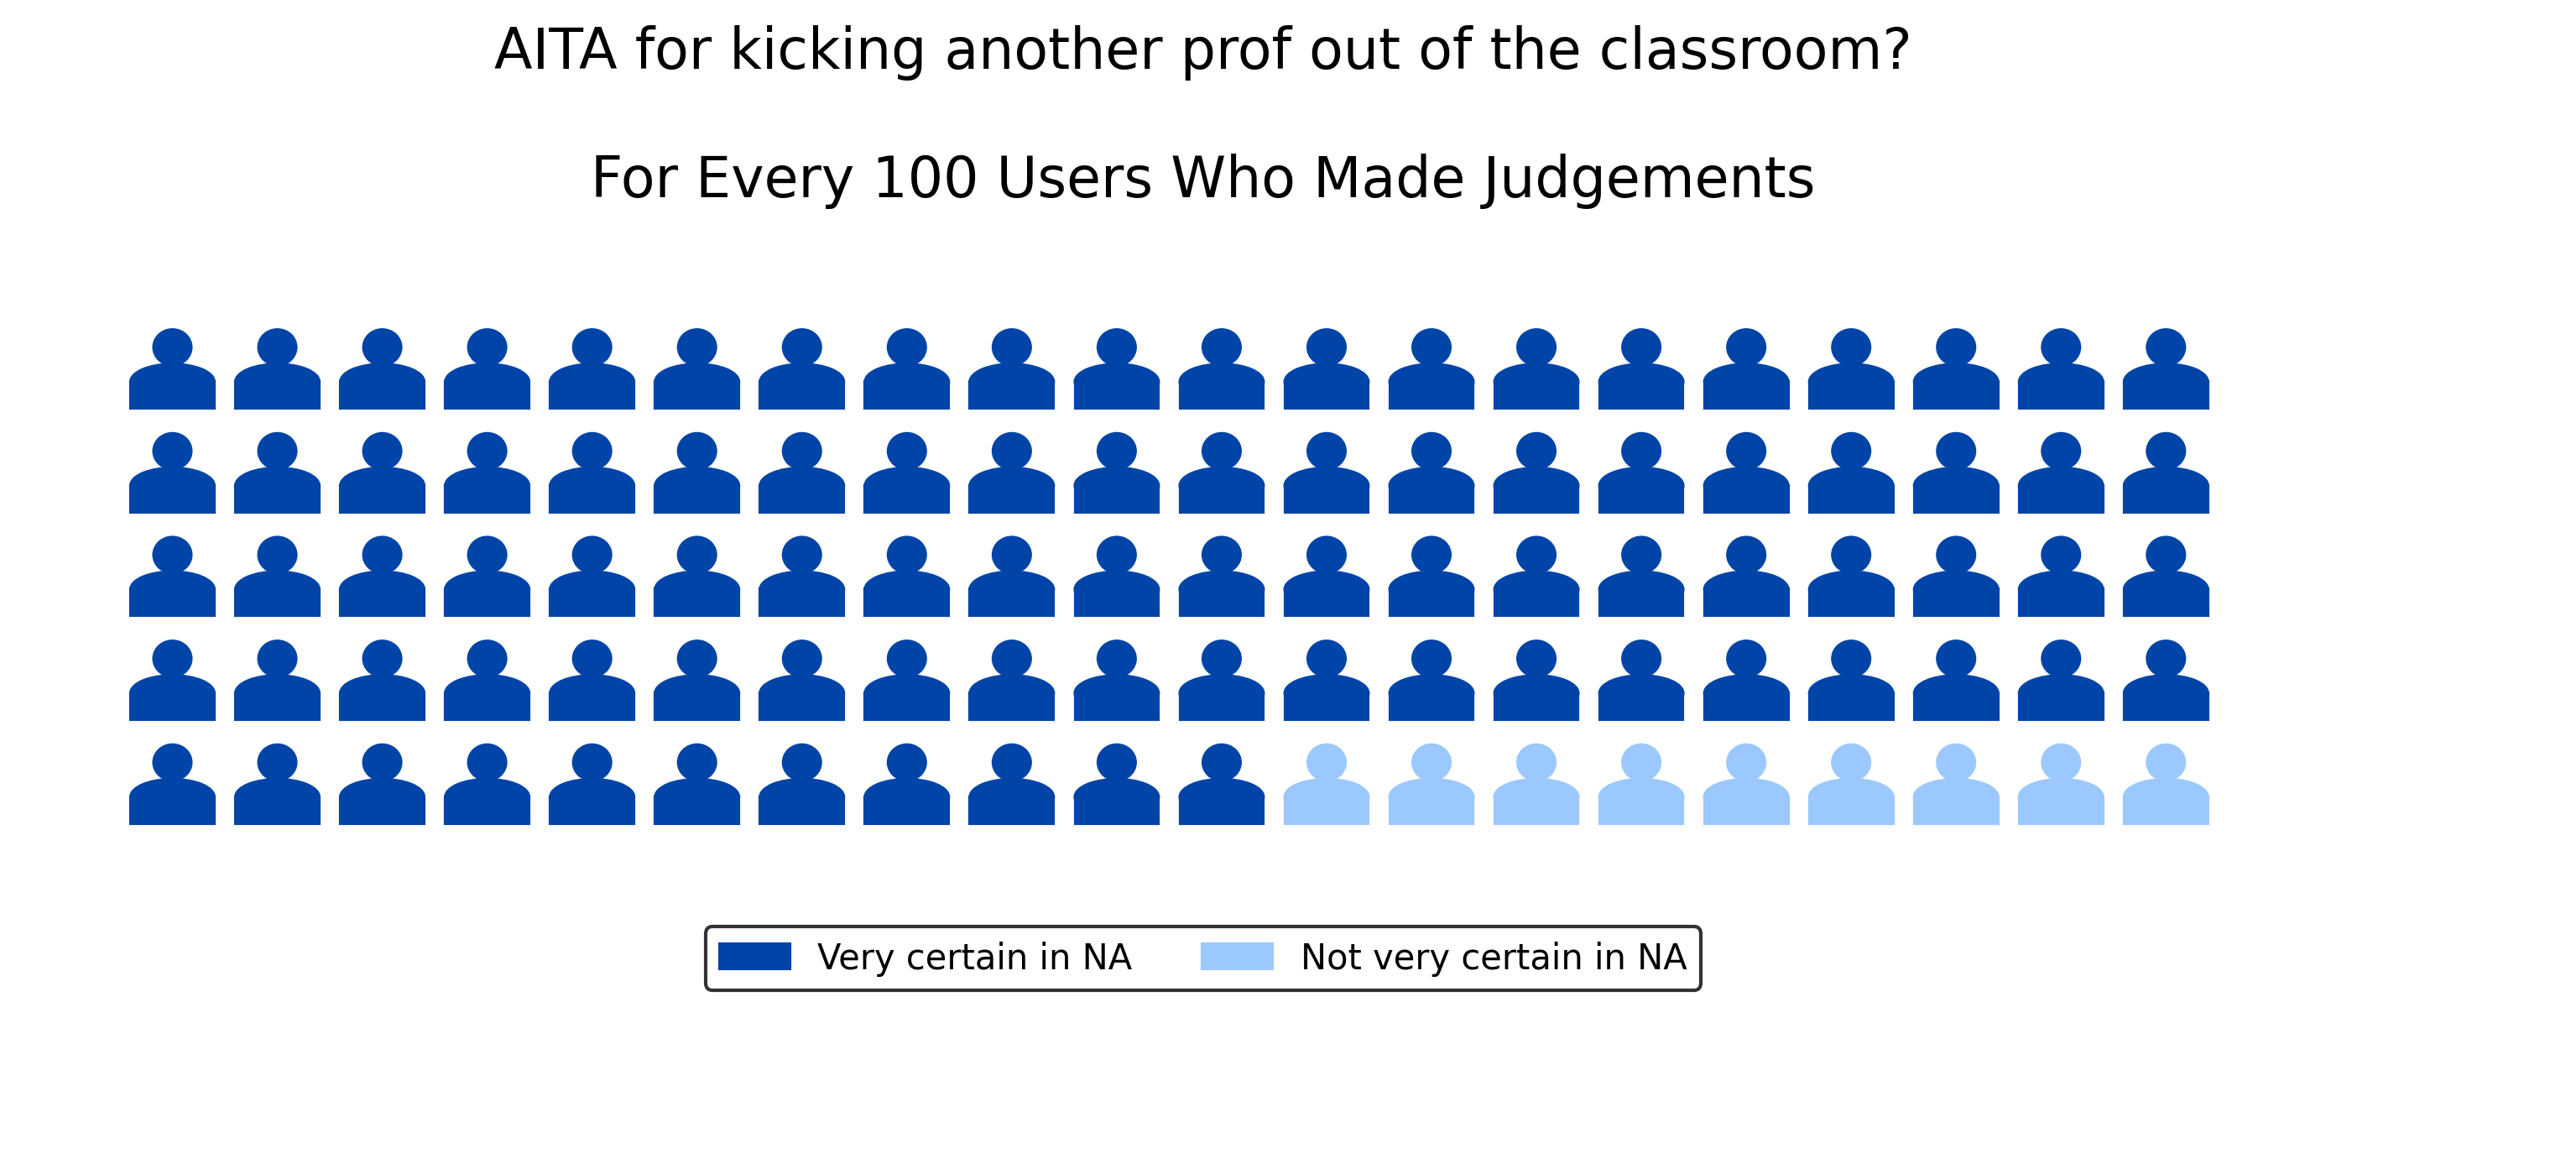 AITA for kicking another prof out of the classroom?
For Every 100 Users Who Made Judgements
Very certain in NA
Not very certain in NA